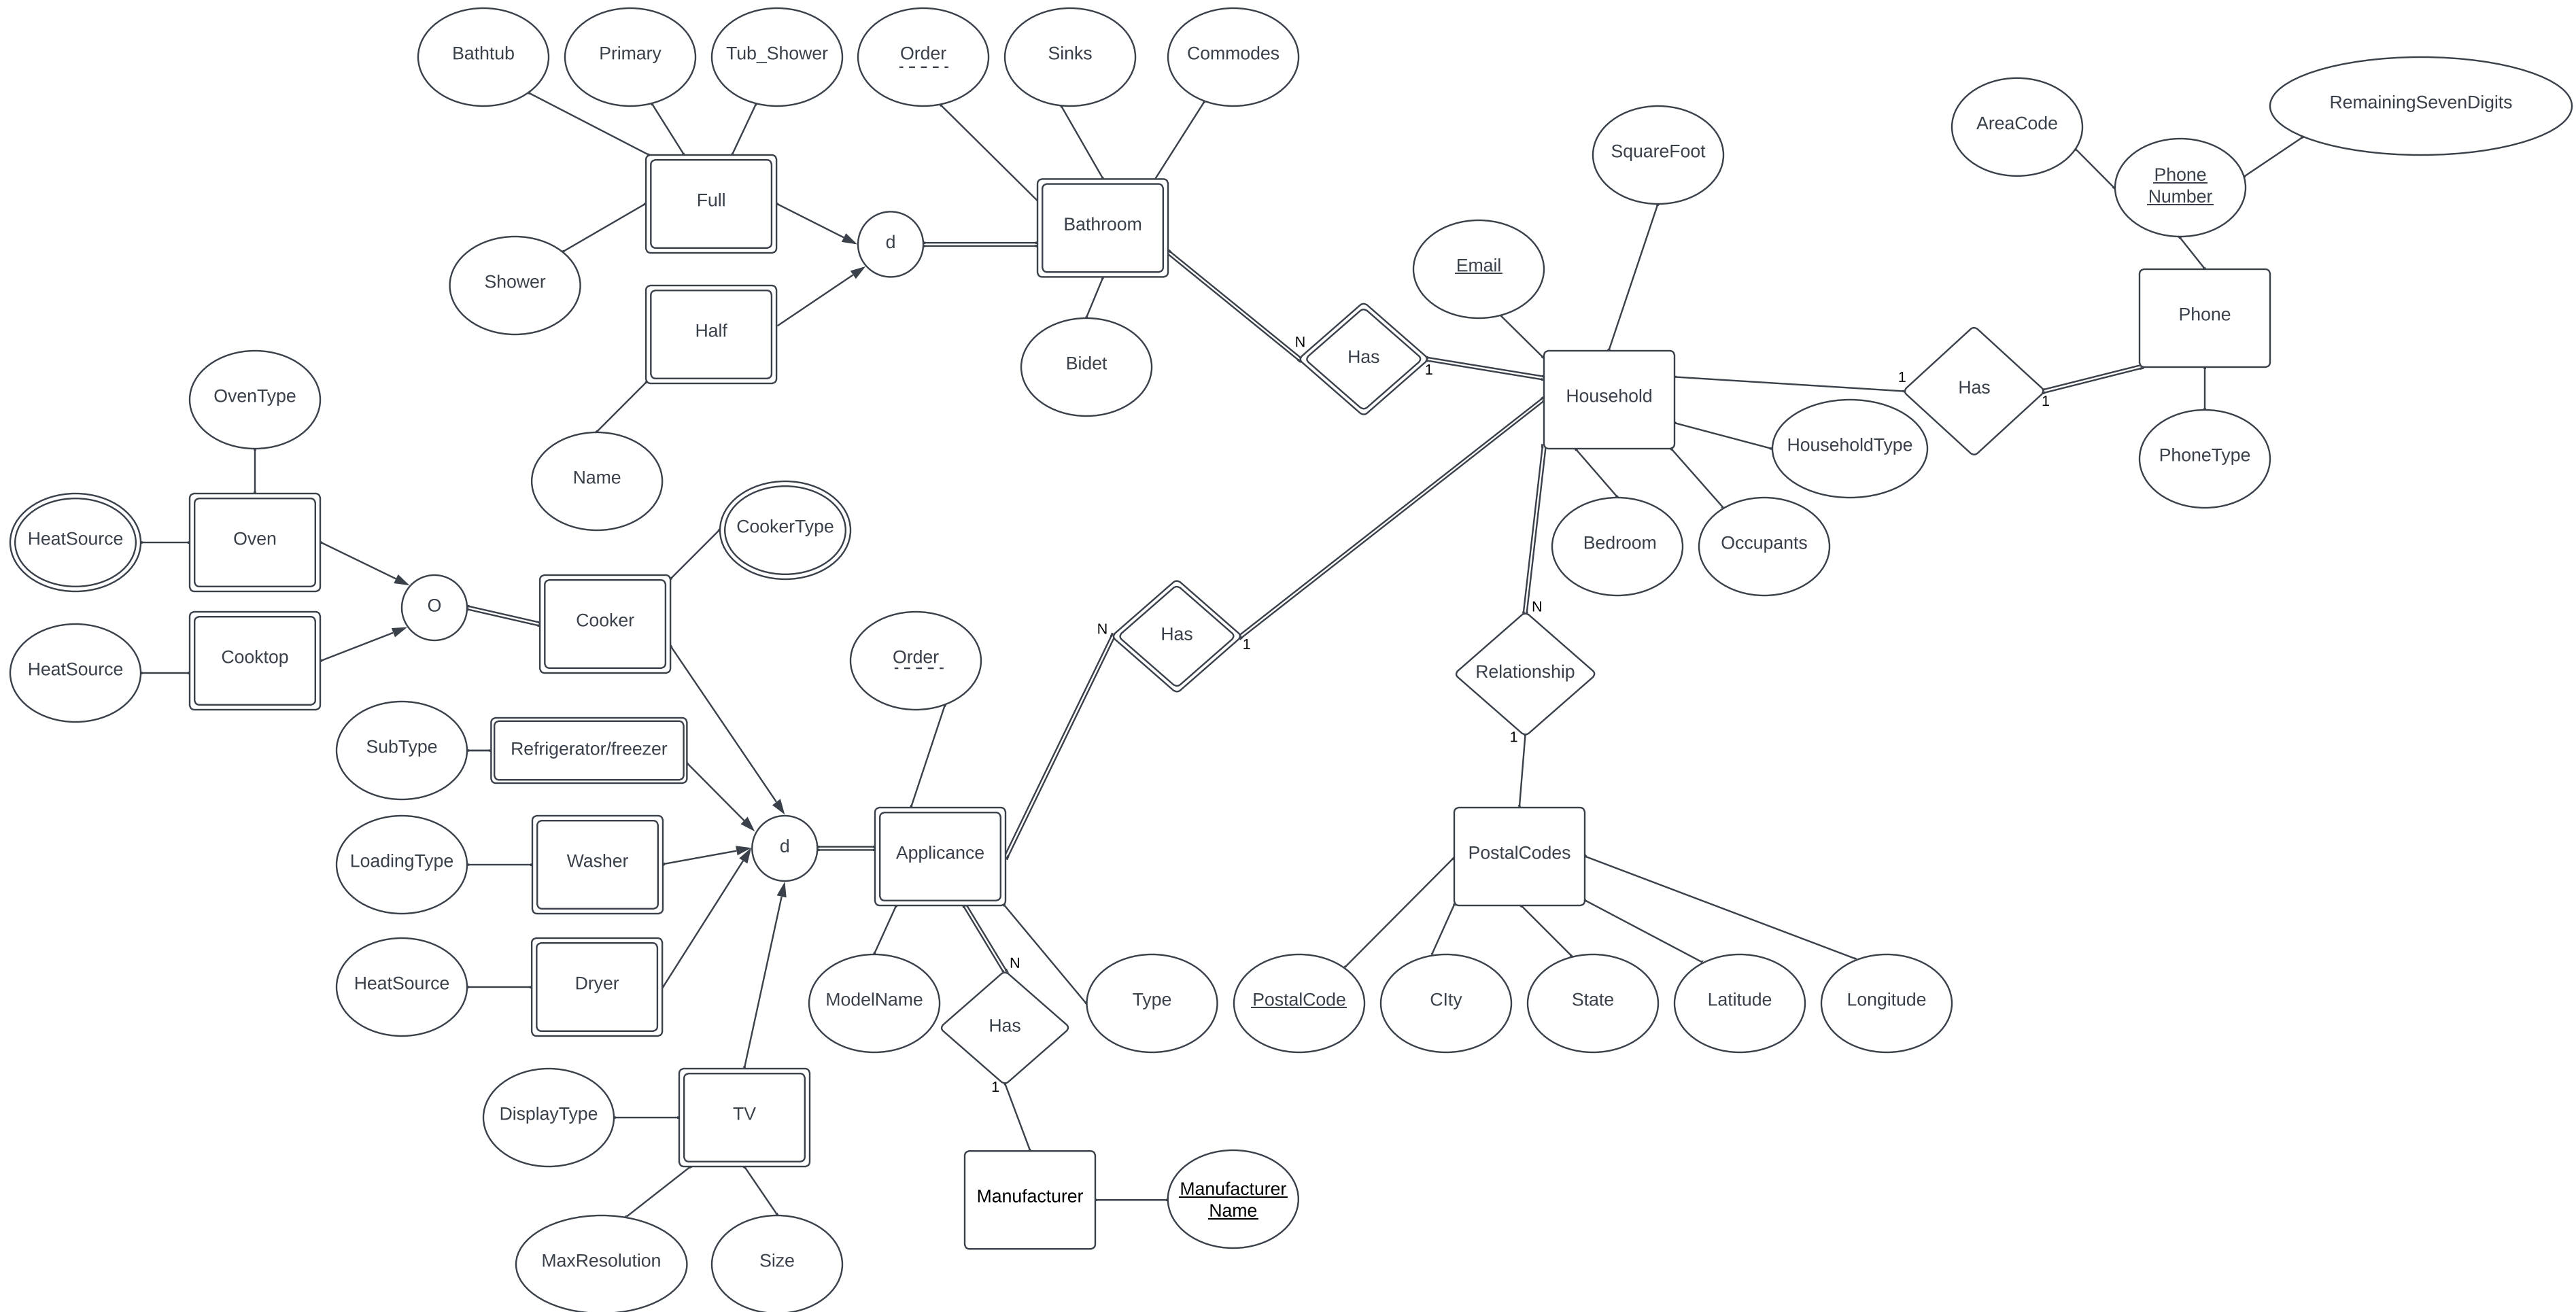 Bathtub
Primary
Tub_Shower
Order
Sinks
Commodes
RemainingSevenDigits
AreaCode
SquareFoot
Phone
Number
Full
Bathroom
d
Email
Shower
Phone
Half
N
Has
1
Bidet
Household
1
Has
1
OvenType
HouseholdType
PhoneType
Name
HeatSource
Oven
CookerType
Bedroom
Occupants
O
Cooker
N
Has
1
N
Cooktop
HeatSource
Order
Relationship
1
SubType
Refrigerator/freezer
LoadingType
Washer
d
Applicance
PostalCodes
N
HeatSource
Dryer
ModelName
Has
Type
PostalCode
CIty
State
Latitude
Longitude
1
DisplayType
TV
Manufacturer
Manufacturer
Name
MaxResolution
Size